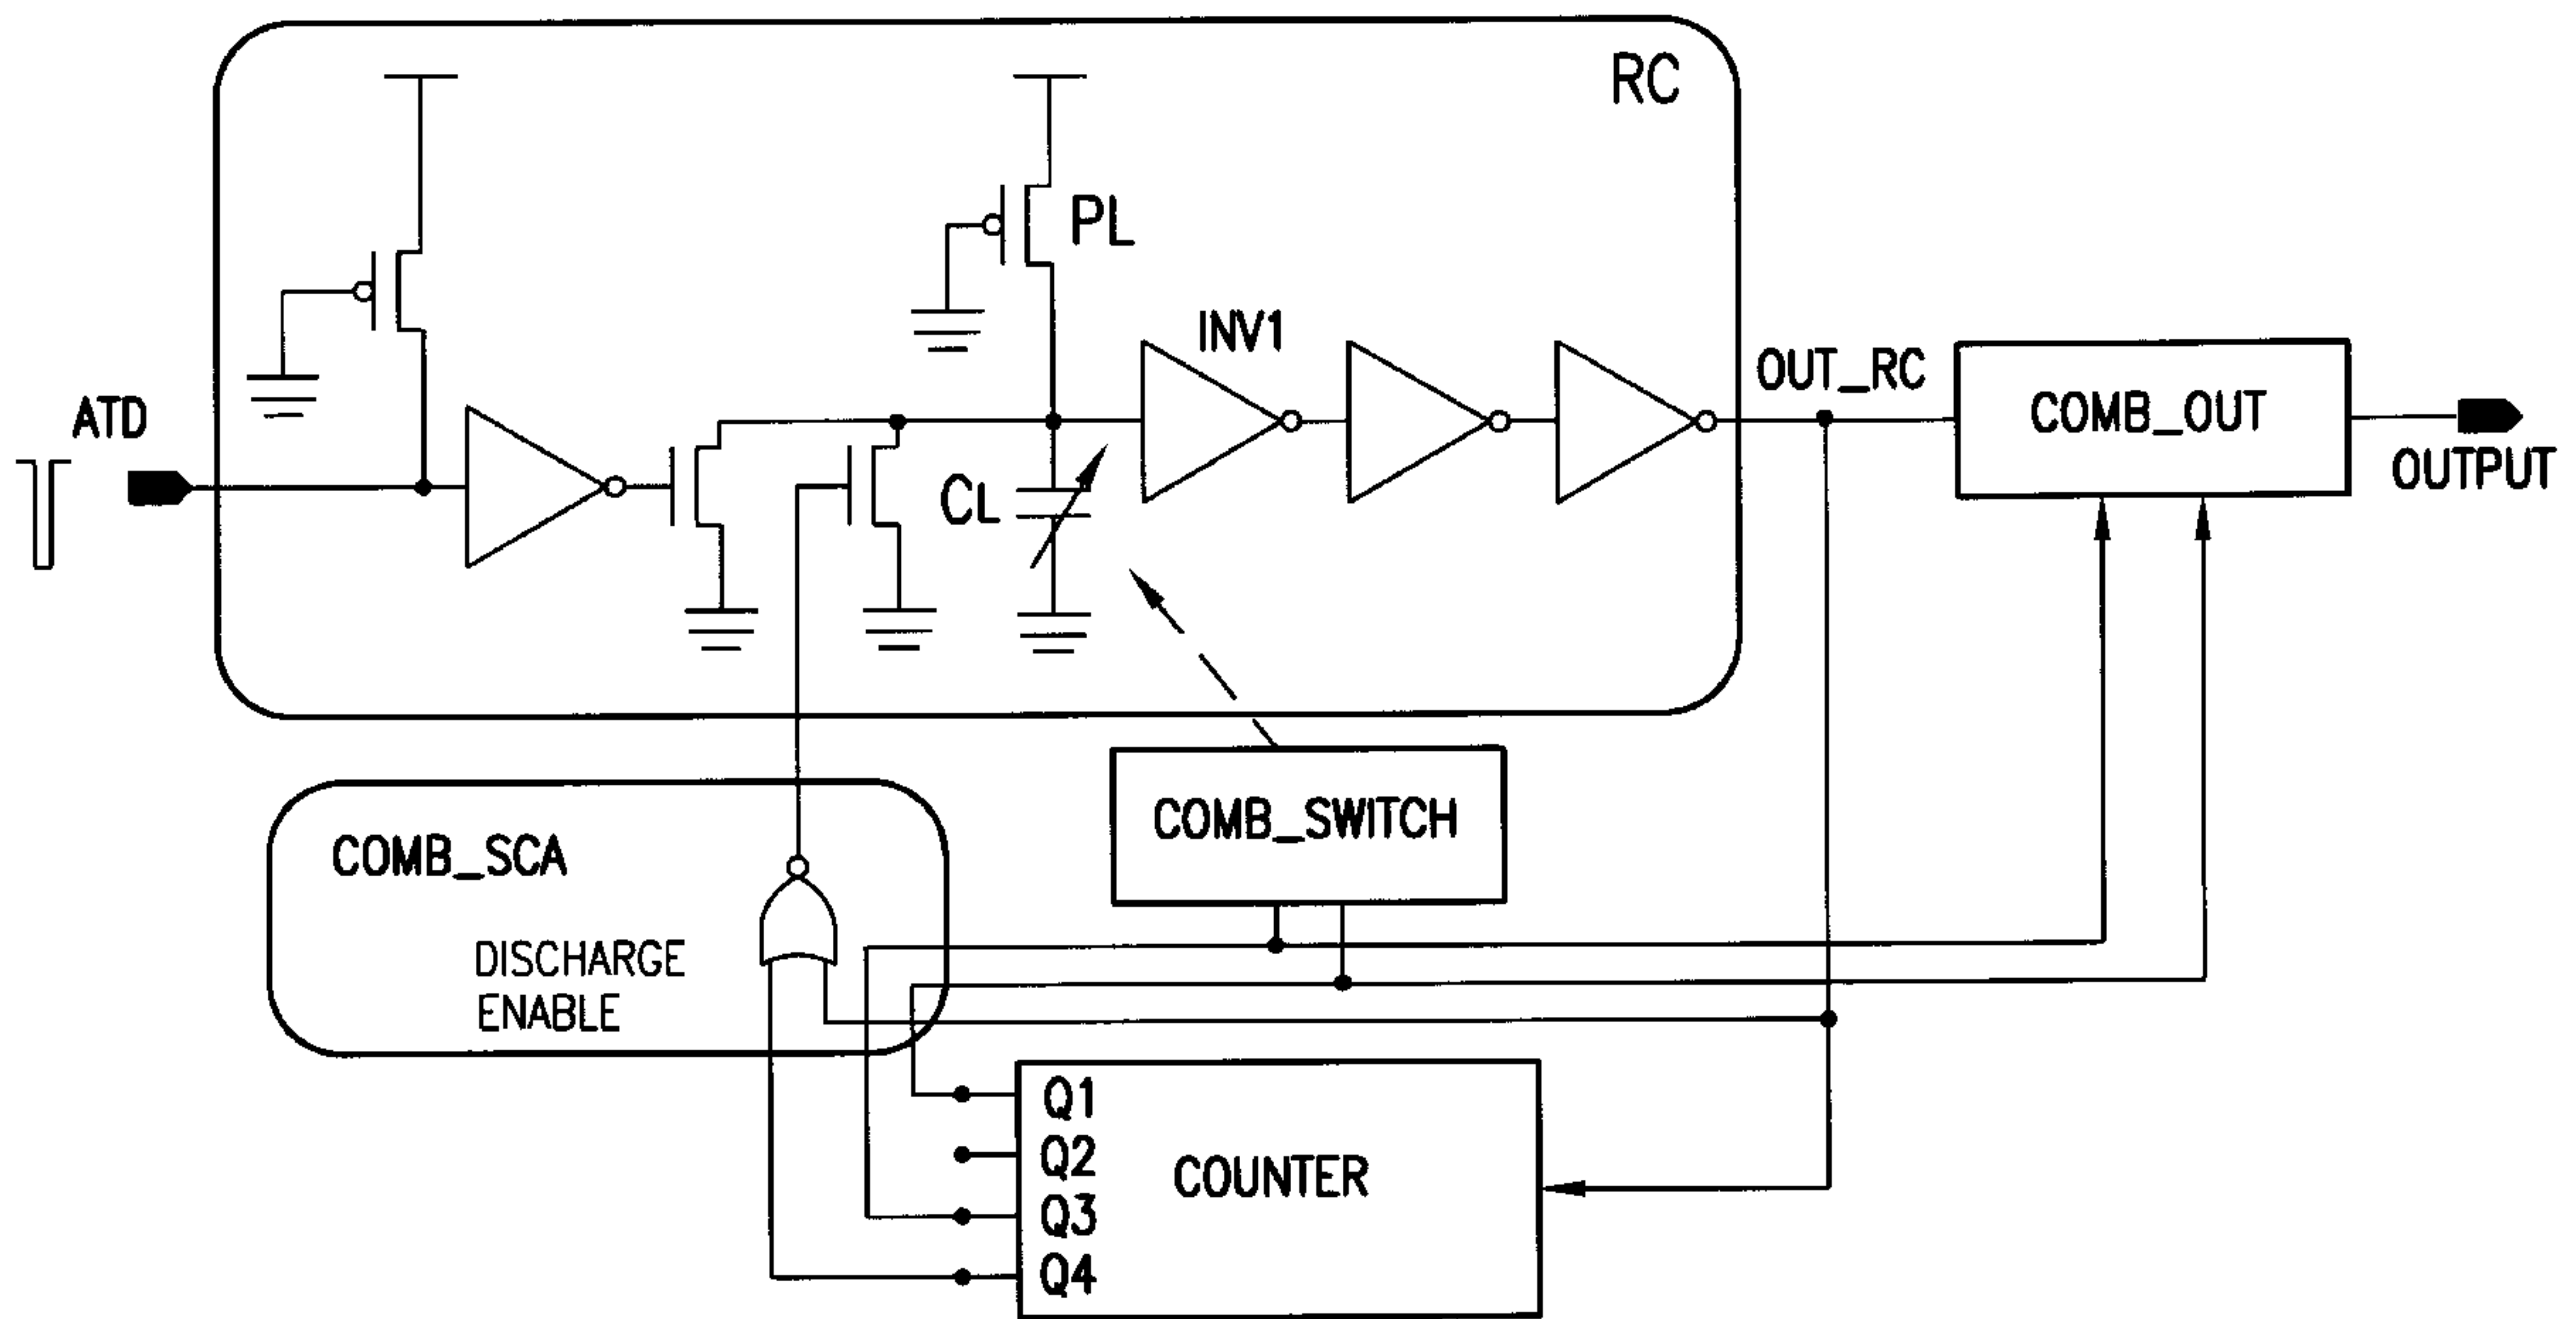 RC
PL
INV1
ATD
OUT_RC
COMB_OUT
OUTPUT
CL
COMB_SWITCH
COMB_SCA
DISCHARGE
ENABLE
Q1
Q2
COUNTER
Q3
Q4